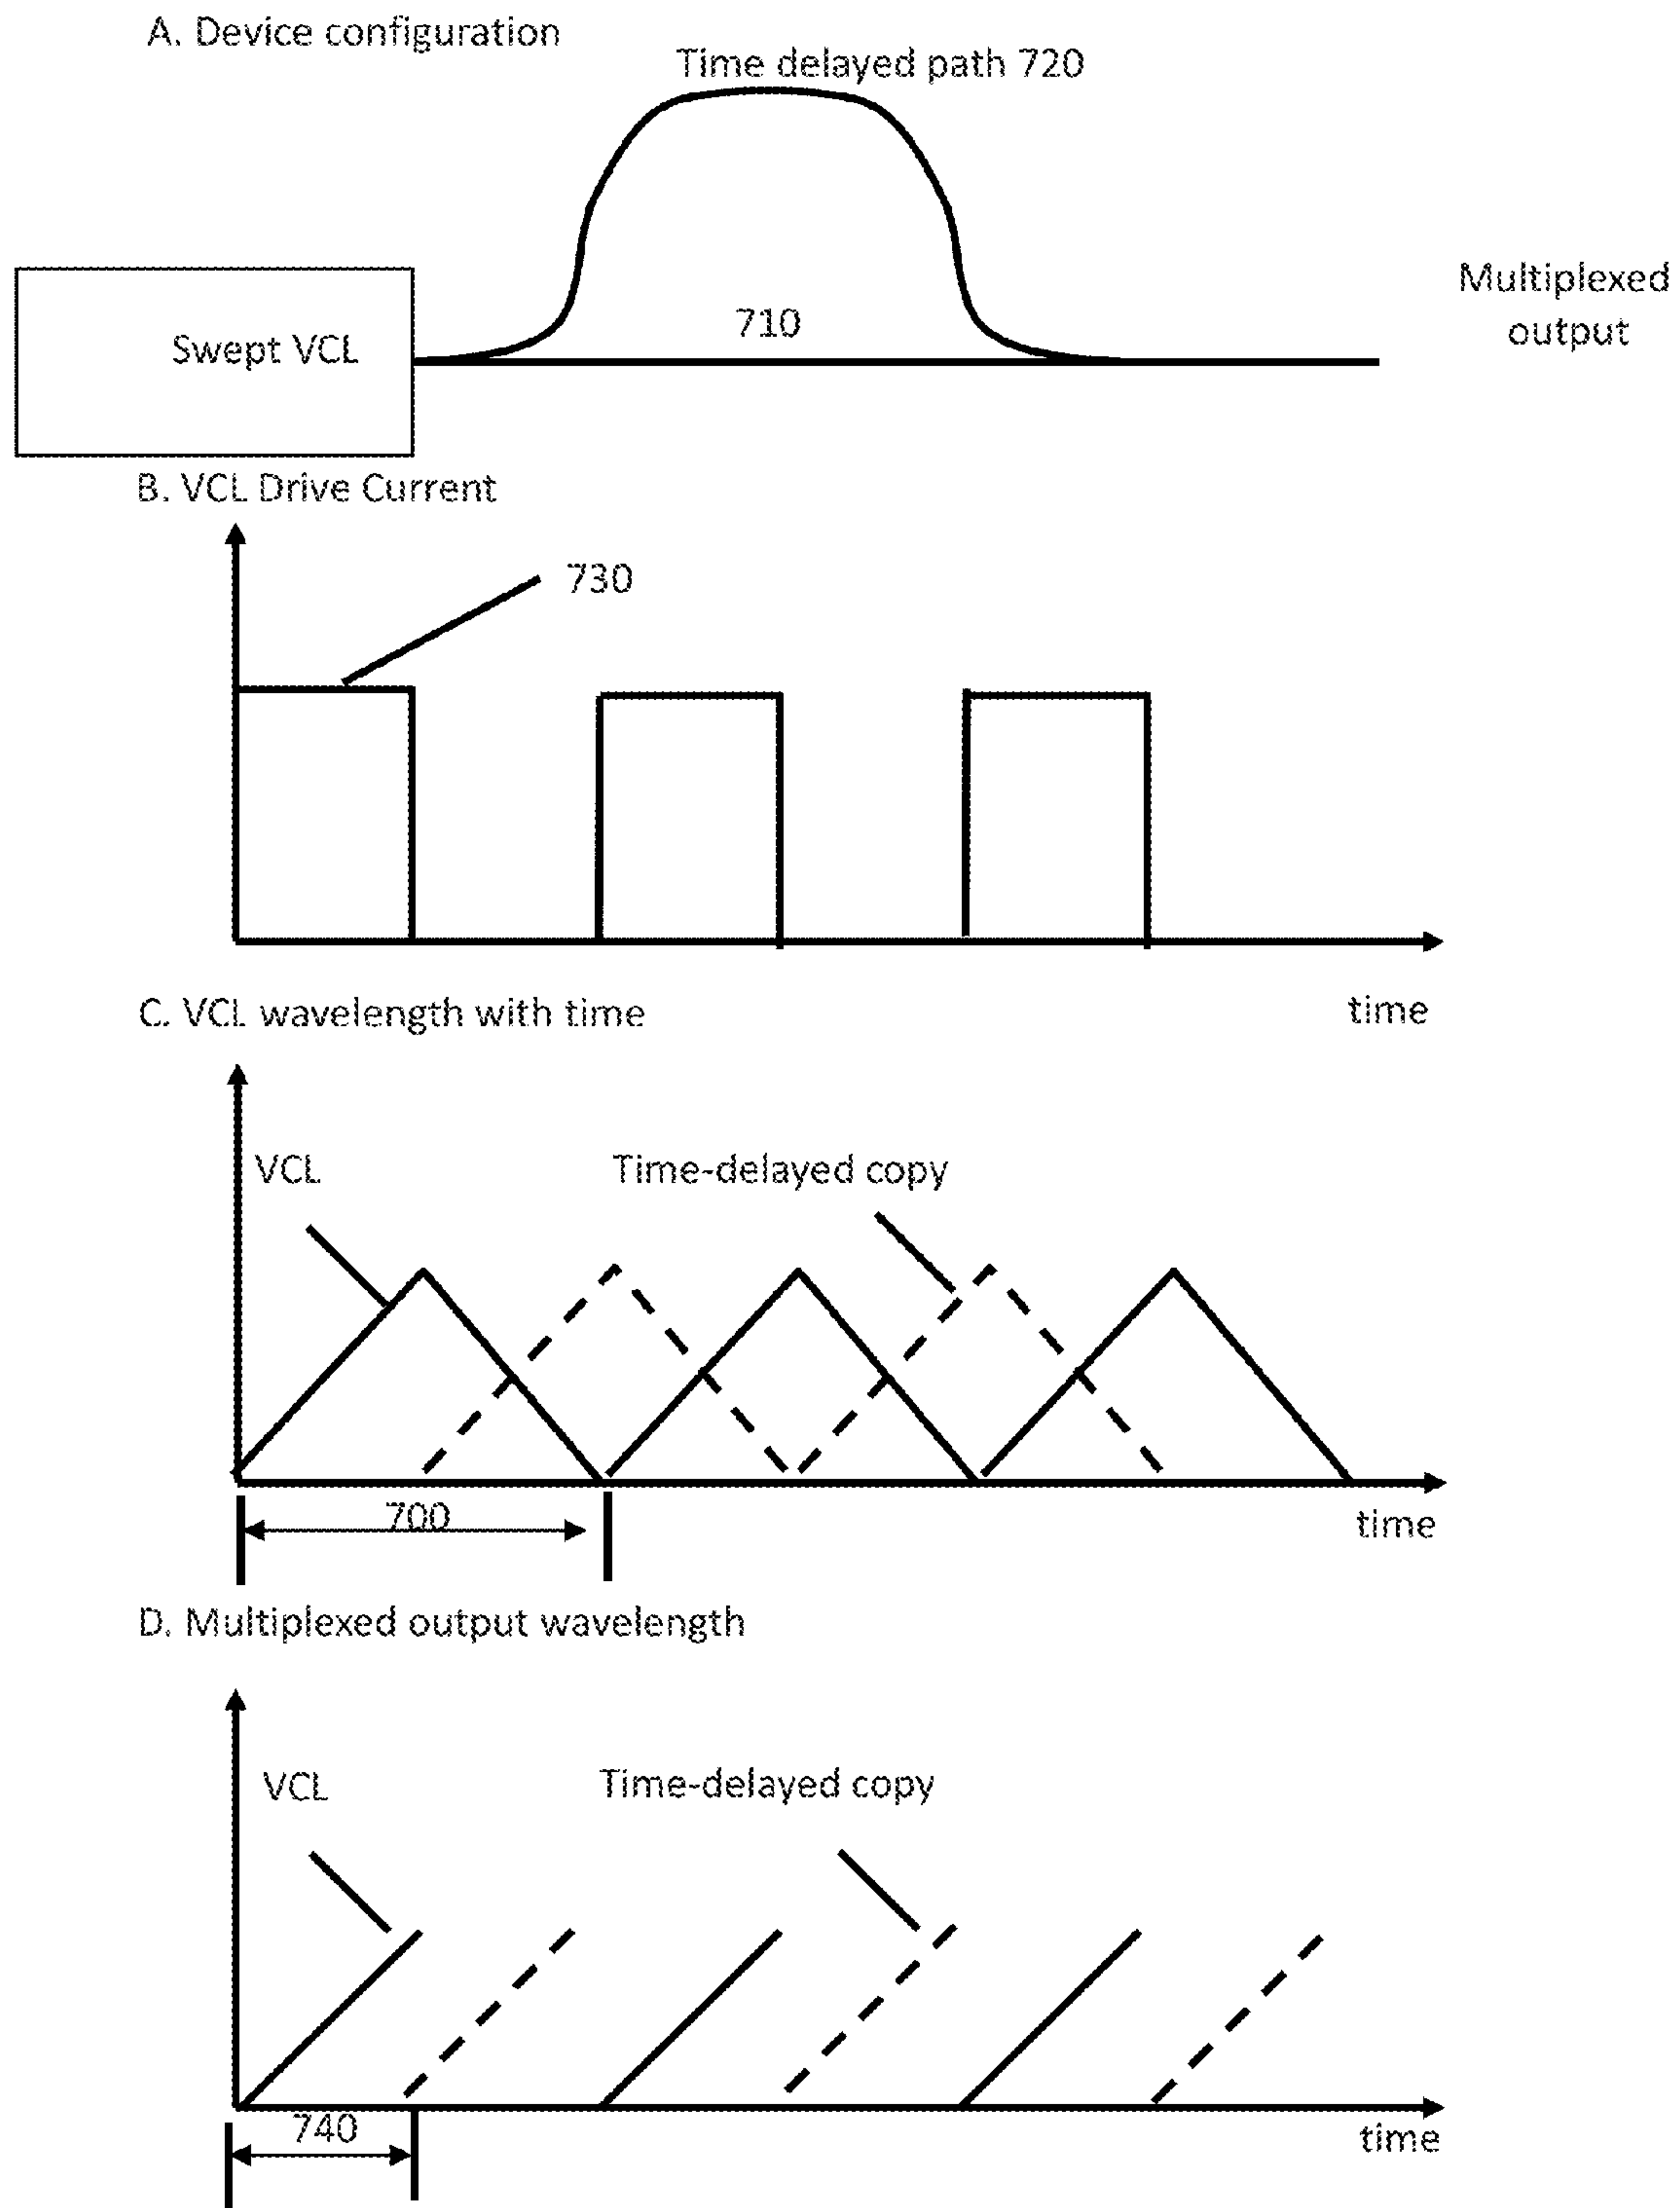 A. Device configuration
Time delayed path 720
Multiplexed
output
710
Swept VCL
B. VCL Drive Current
730
time
C. VCL wavelength with time
VCL
Time-delayed copy
700
time
D. Multiplexed output wavelength
VCL
Time-delayed copy
740
time